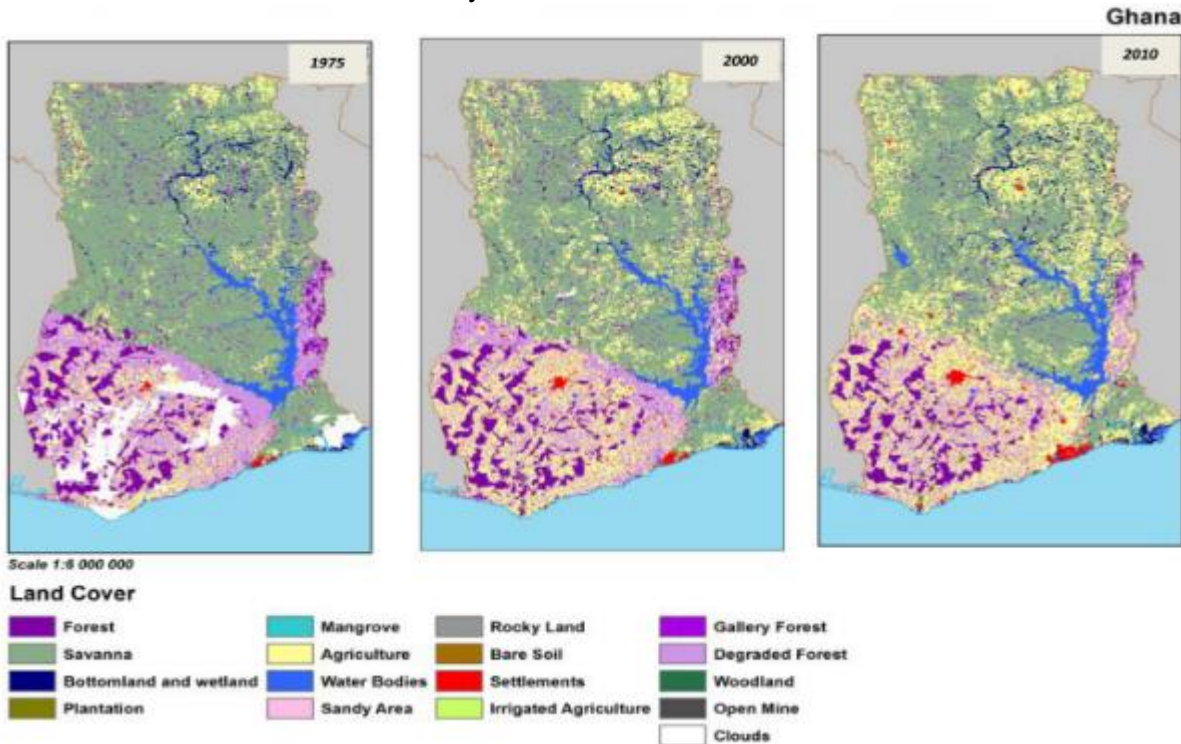 Ghana
1975
2000
2010
Scale 1:6 000 000
Land Cover
Forest
Savanna
Bottomland and wetland
Plantation
Mangrove
Agriculture
Water Bodies
Sandy Area
Rocky Land
Bare Soil
Settlements
Irrigated Agriculture
Gallery Forest
Degraded Forest
Woodland
Open Mine
Clouds